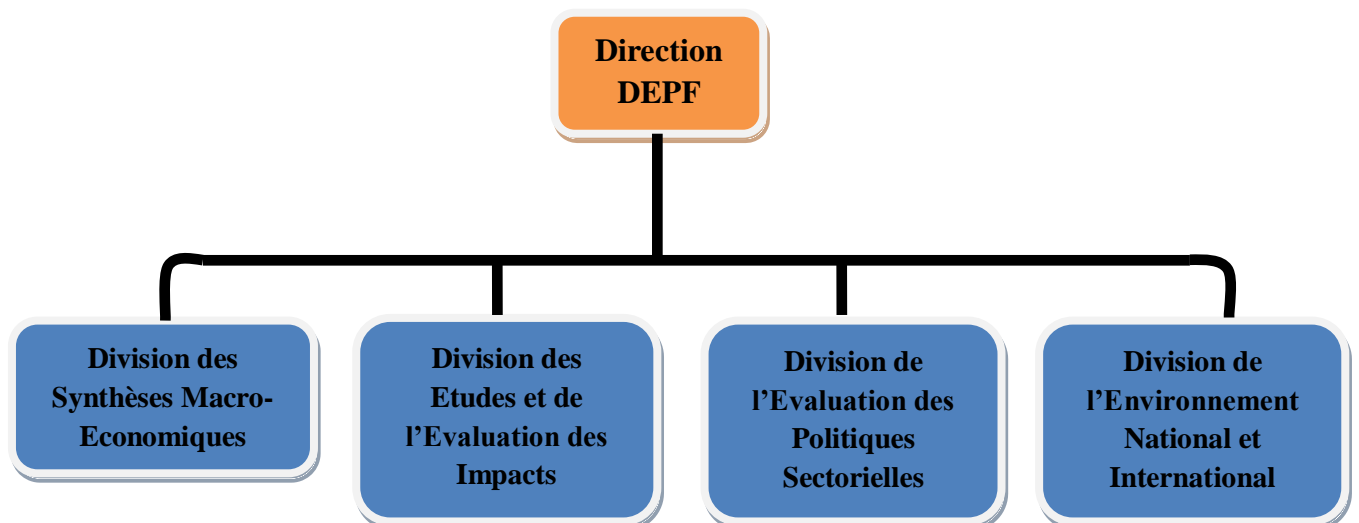 Direction
DEPF
Division des
Synthèses Macro-
Economiques
Division des
Etudes et de
l’Evaluation des
Impacts
Division de
l’Evaluation des
Politiques
Sectorielles
Division de
l’Environnement
National et
International